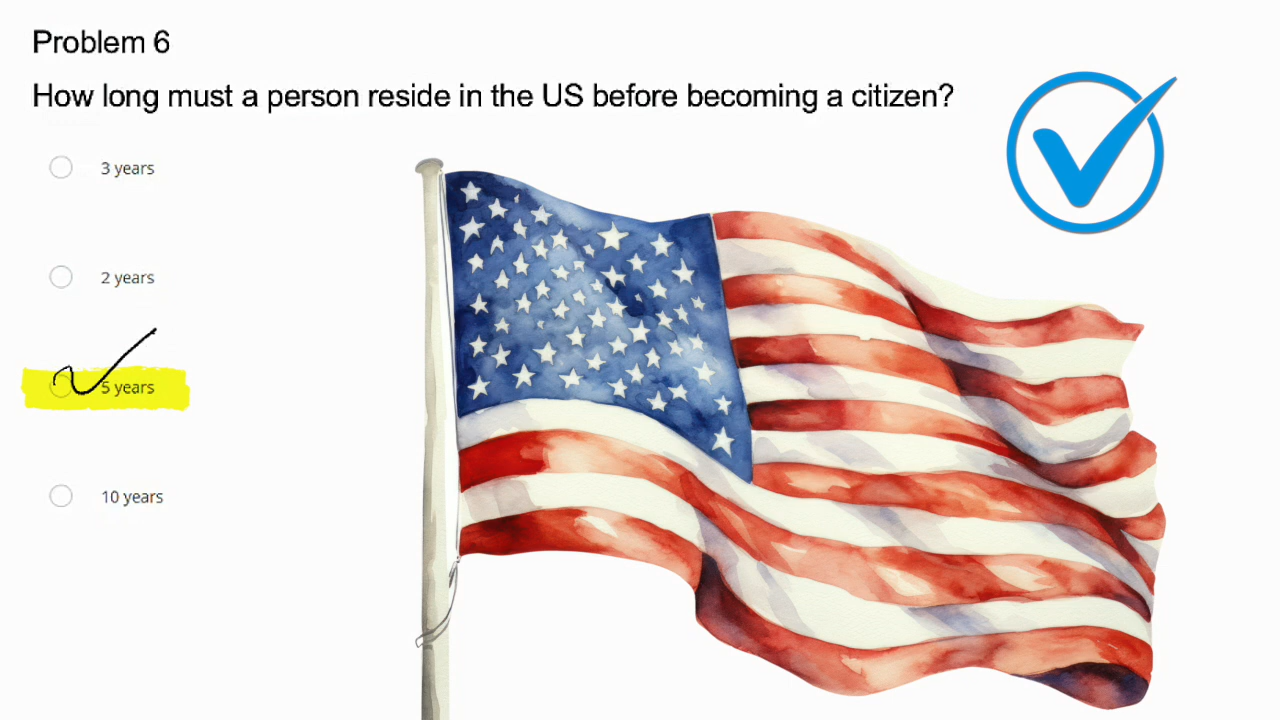 Problem 6
How long must a person reside in the US before becoming a citizen?
3 years
2 years
5 years
10 years